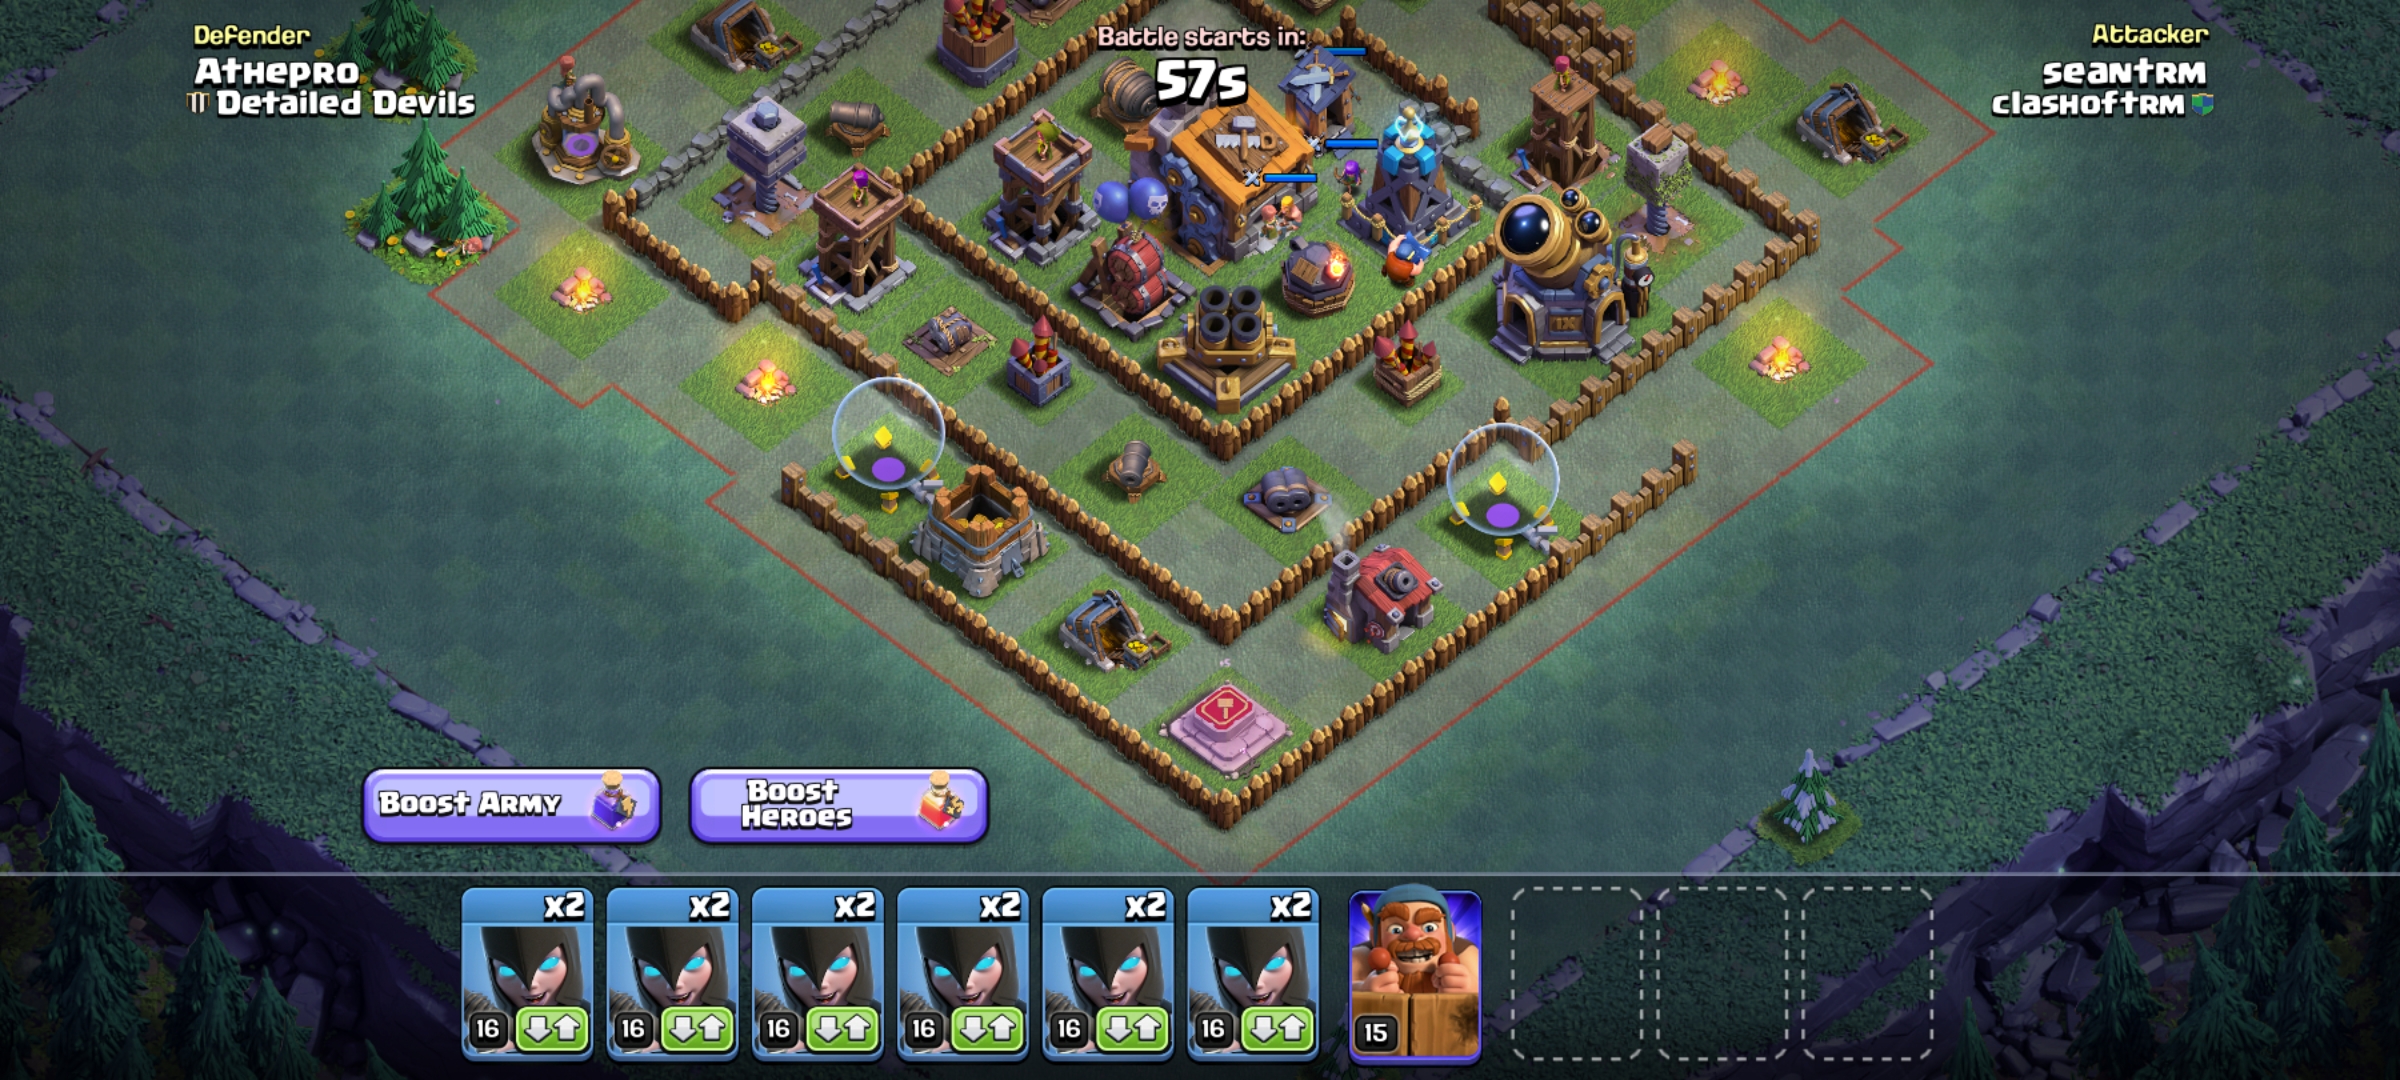 Defender
Athepro
Detailed Devils
Battle starts in:
57s
Attacker
seantrm
clashoftrm
IX
Boost Army
Boost
Heroes
x2
x2
x2
x2
x2
x2
16
16
16
16
16
16
15